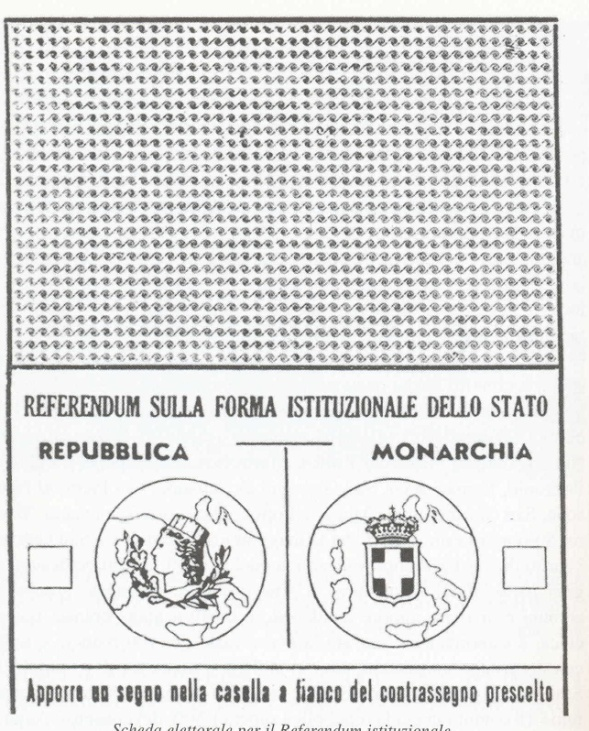 REFERENDUM SULLA FORMA ISTITUZIONALE DELLO STATO
REPUBBLICA
MONARCHIA
Apporre un segno nella casella a fianco del contrassegno prescelto
Scheda elettorale per il Referendum istituzionale